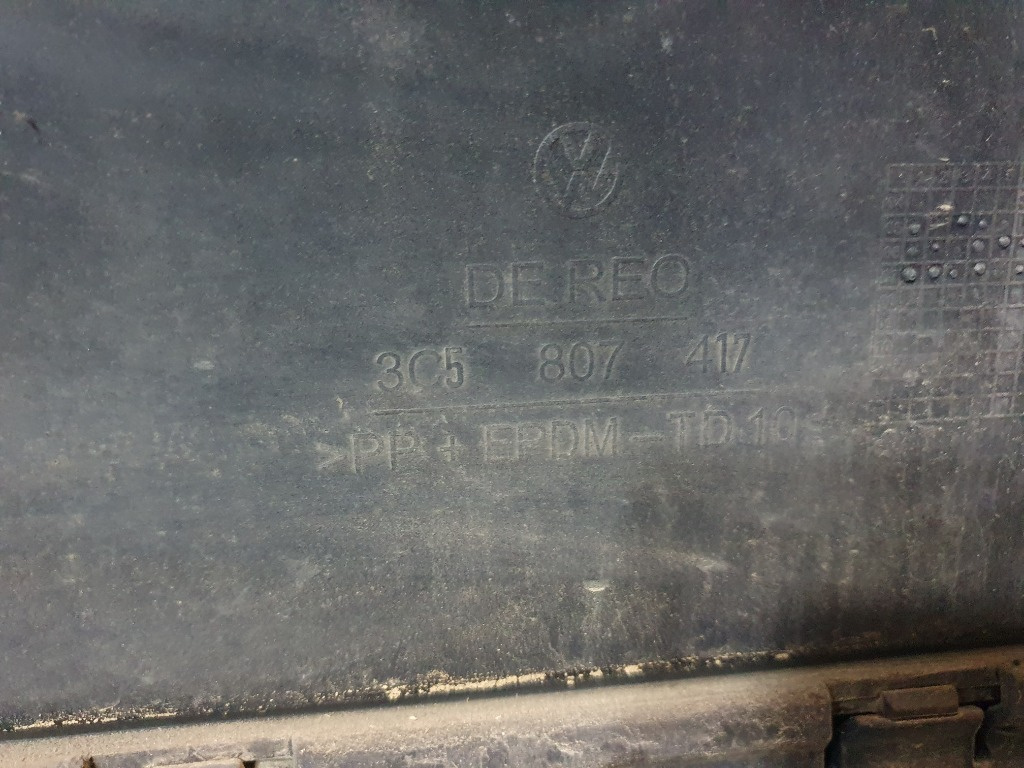 DE REO
3C5 807 417
>PP + EPDM - TD 10<